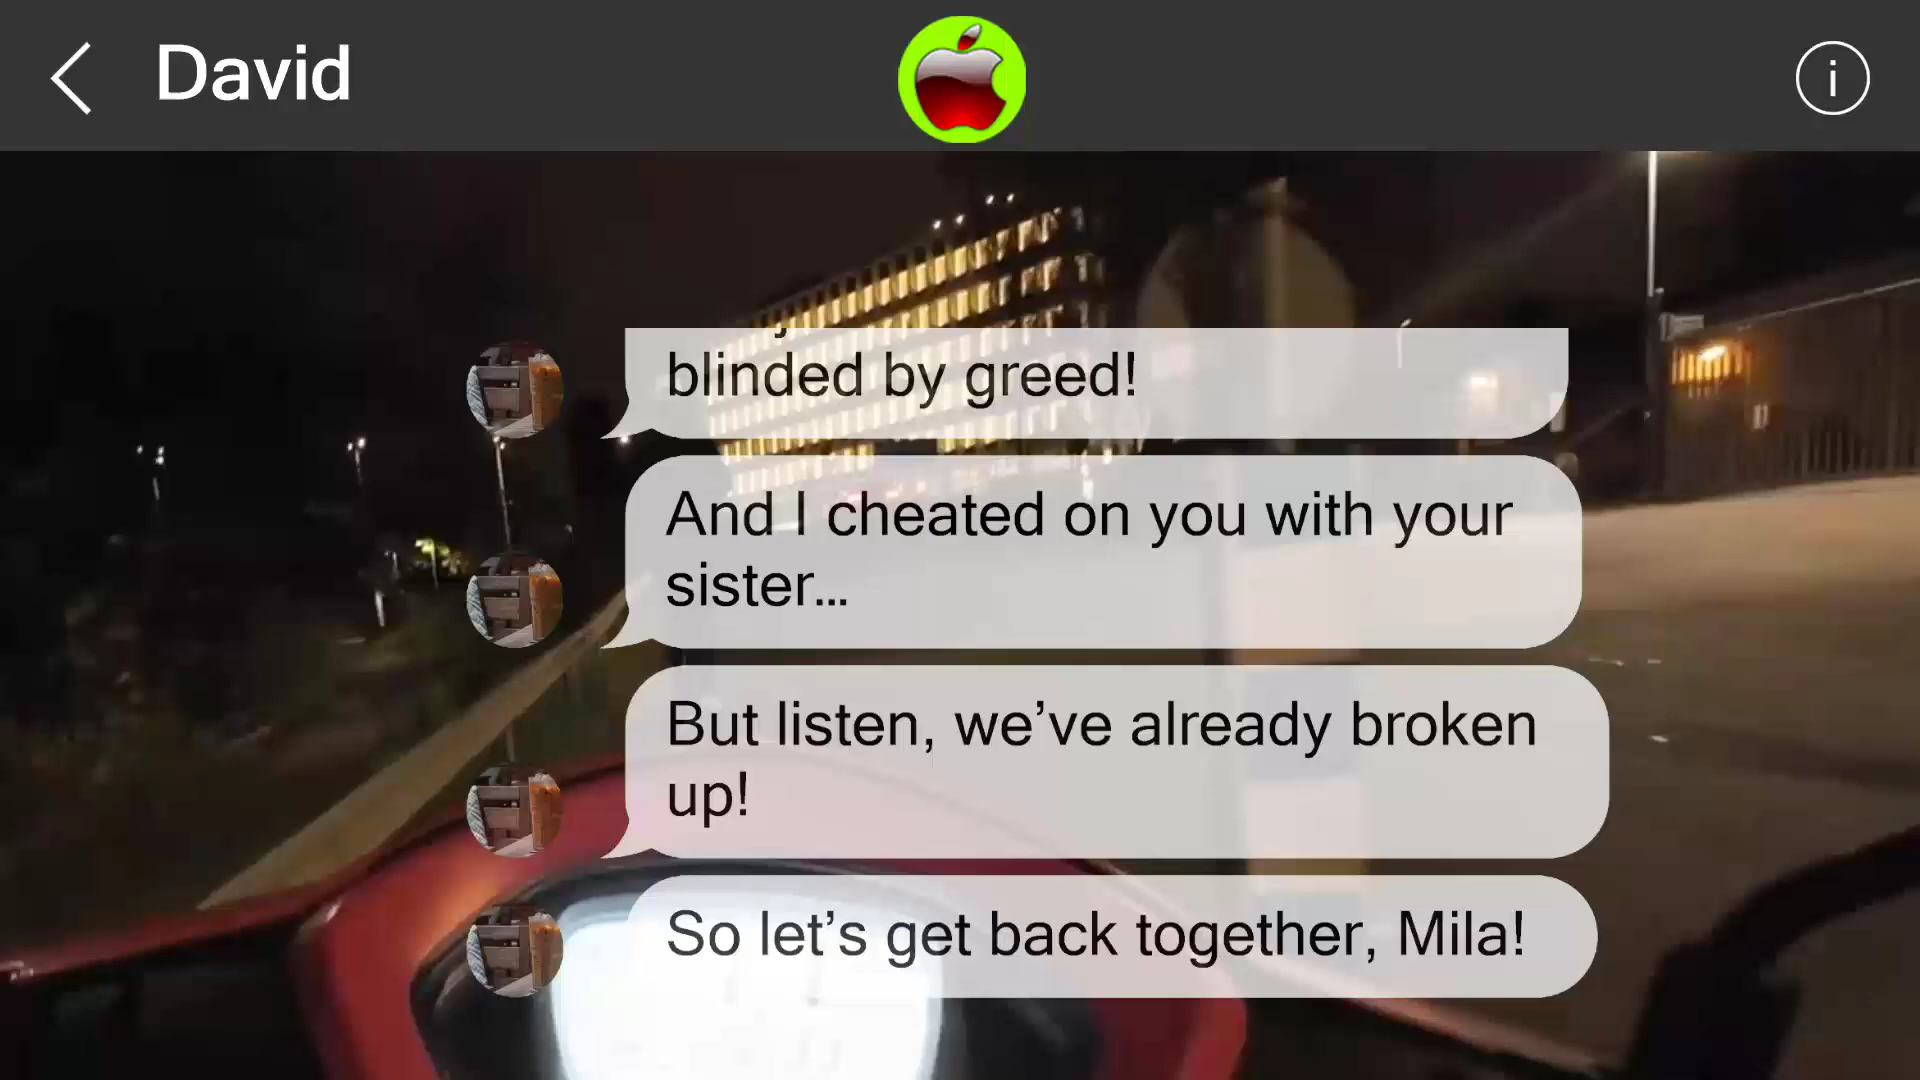 David
blinded by greed!
And I cheated on you with your
sister...
But listen, we’ve already broken
up!
So let’s get back together, Mila!